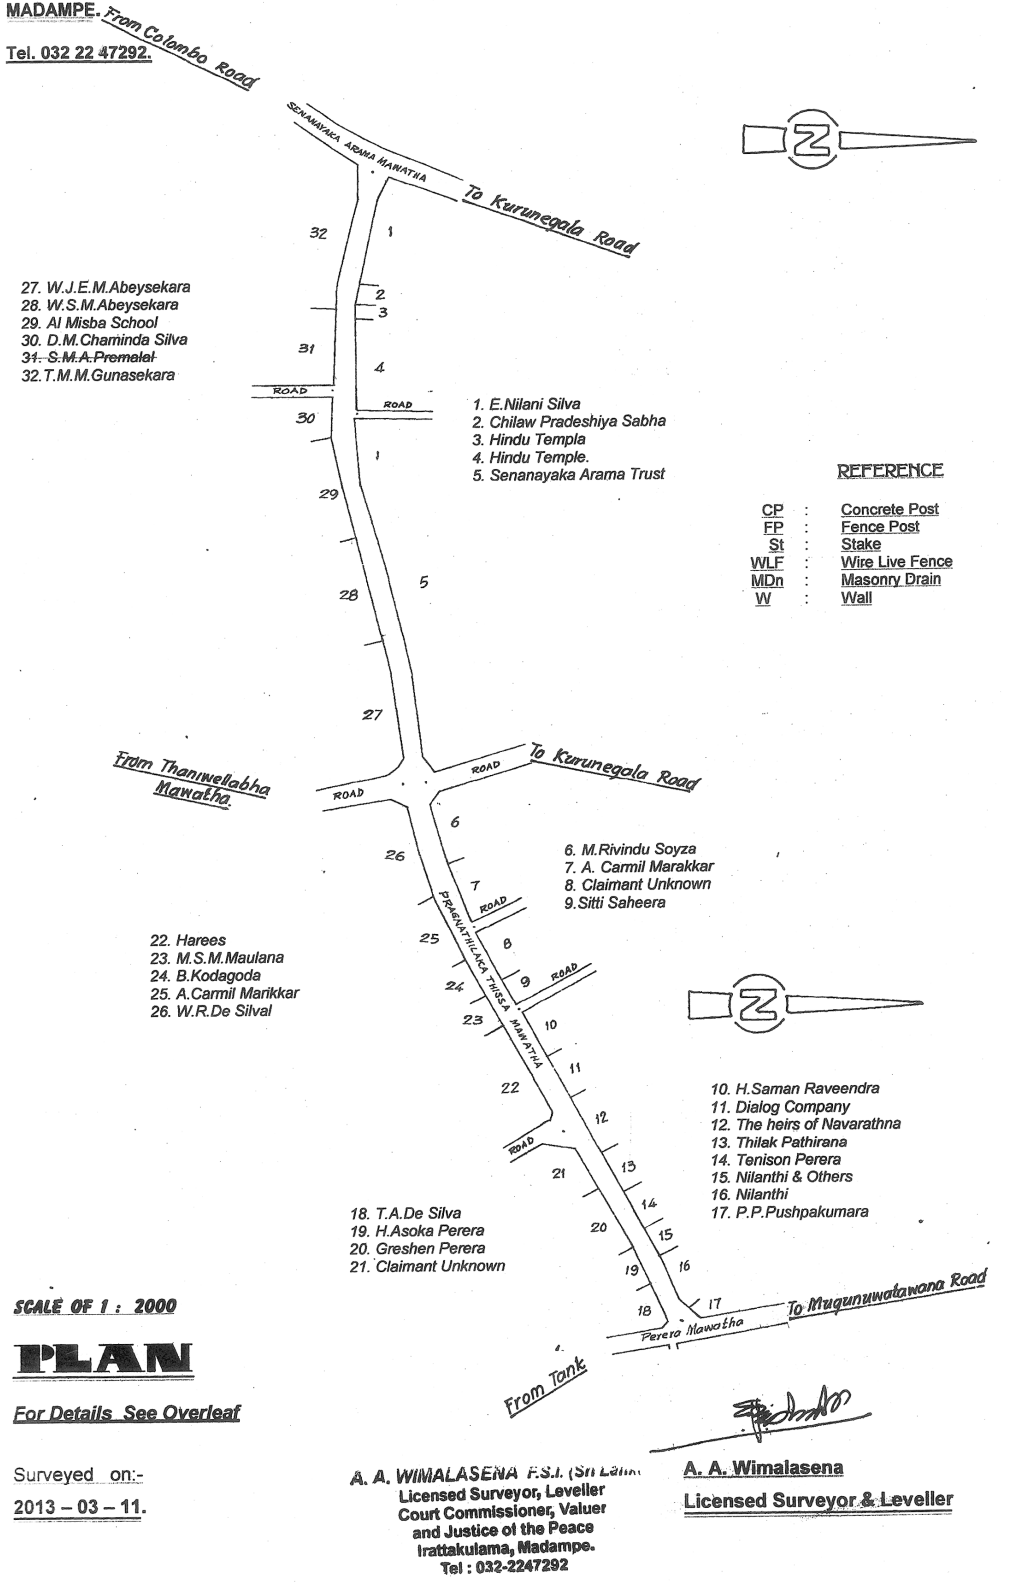 MADAMPE.
Tel. 032 22 47292.
From Colombo Road
SENANAYAKA ARAMA MAWATHA
To Kurunegala Road
N
32
1
2
3
27. W.J.E.M.Abeysekara
28. W.S.M.Abeysekara
29. Al Misba School
30. D.M.Chaminda Silva
31. S.M.A.Premalal
32.T.M.M.Gunasekara
31
4
ROAD
ROAD
30
1
1. E.Nilani Silva
2. Chilaw Pradeshiya Sabha
3. Hindu Templa
4. Hindu Temple.
5. Senanayaka Arama Trust
REFERENCE
CP : Concrete Post
FP : Fence Post
St : Stake
WLF : Wire Live Fence
MDn : Masonry Drain
W : Wall
29
28
5
27
From Thaniwellabha
Mawatha.
ROAD
ROAD
To Kurunegala Road
6
26
7
ROAD
6. M.Rivindu Soyza
7. A. Carmil Marakkar
8. Claimant Unknown
9.Sitti Saheera
PRAGNATHILAKA THISSA MAWATHA
22. Harees
23. M.S.M.Maulana
24. B.Kodagoda
25. A.Carmil Marikkar
26. W.R.De Silval
25
8
24
9
ROAD
23
10
N
11
22
12
ROAD
10. H.Saman Raveendra
11. Dialog Company
12. The heirs of Navarathna
13. Thilak Pathirana
14. Tenison Perera
15. Nilanthi & Others
16. Nilanthi
17. P.P.Pushpakumara
21
13
14
20
15
18. T.A.De Silva
19. H.Asoka Perera
20. Greshen Perera
21. Claimant Unknown
19
16
18
17
Perera Mawatha
To Mugunuwatawana Road
From Tank
SCALE OF 1 : 2000
PLAN
For Details See Overleaf
Surveyed on:-
2013 – 03 – 11.
A. A. WIMALASENA F.S.I. (Sri Lanka
Licensed Surveyor, Leveller
Court Commissioner, Valuer
and Justice of the Peace
Irattakulama, Madampe.
Tel : 032-2247292
A. A. Wimalasena
Licensed Surveyor & Leveller